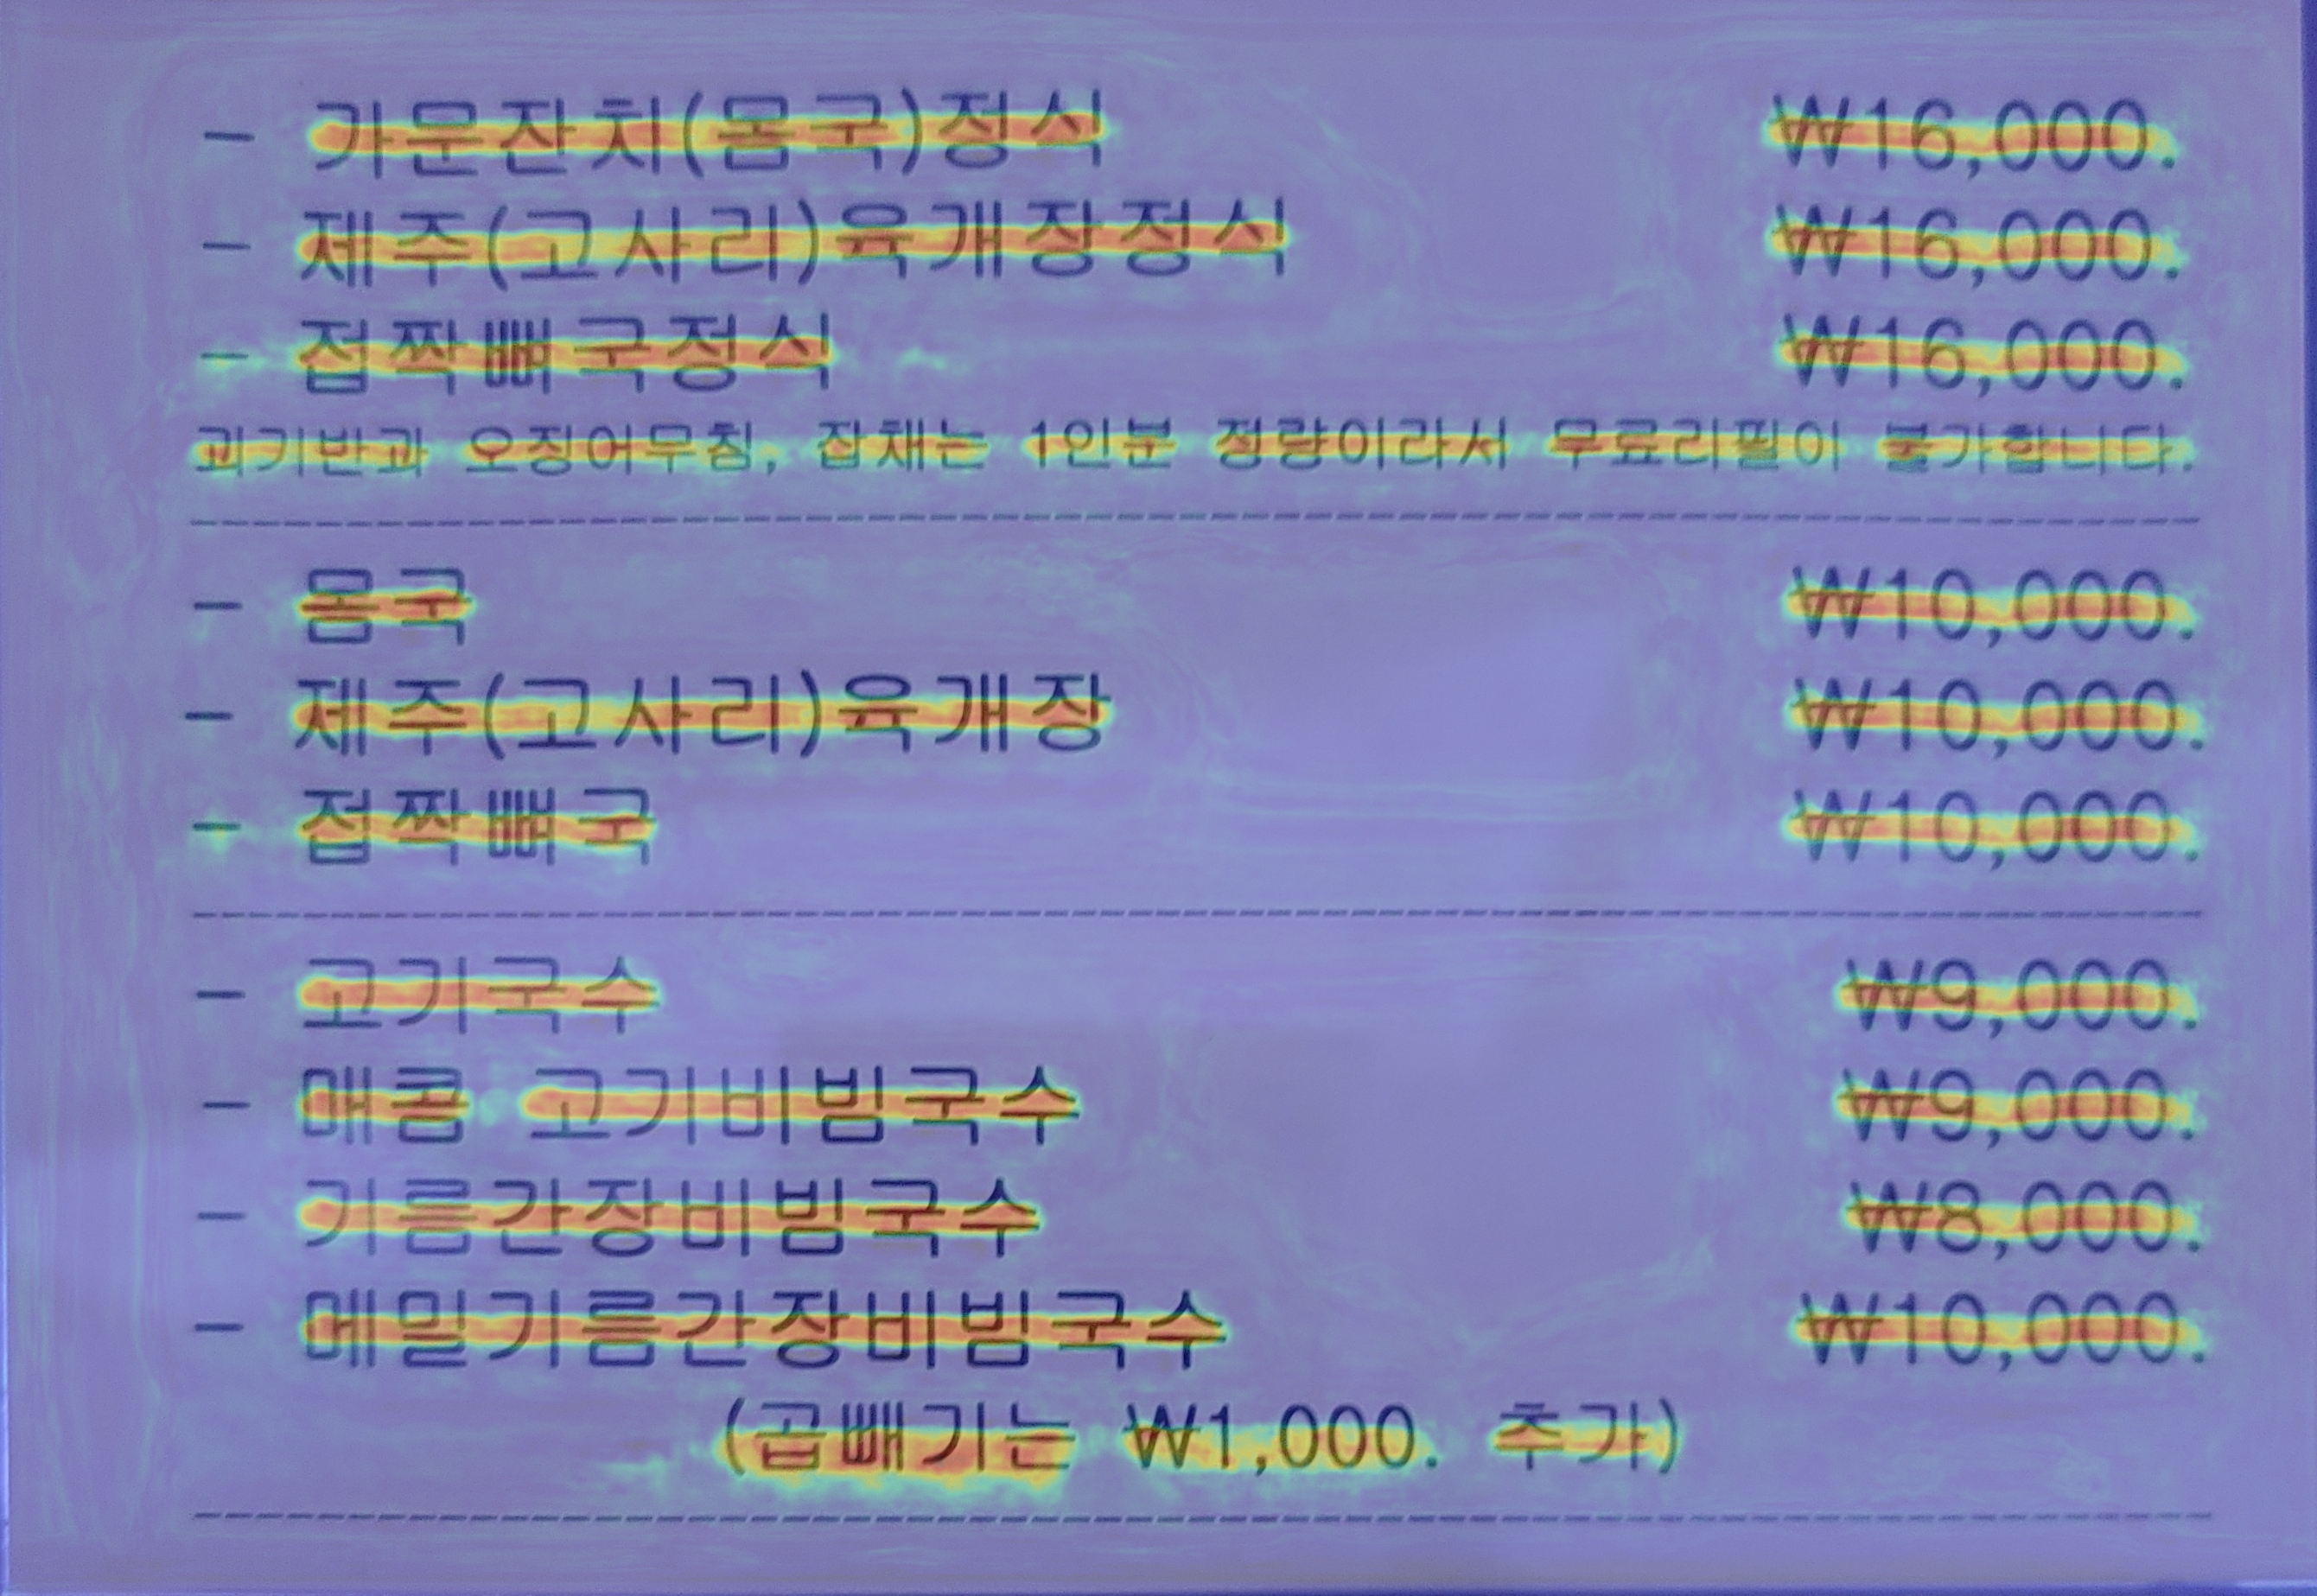 - 가문잔치(몸국)정식 ₩16,000.
- 제주(고사리)육개장정식 ₩16,000.
- 접짝뼈국정식 ₩16,000.
괴기반과 오징어무침, 잡채는 1인분 정량이라서 무료리필이 불가합니다.
- 몸국 ₩10,000.
- 제주(고사리)육개장 ₩10,000.
- 접짝뼈국 ₩10,000.
- 고기국수 ₩9,000.
- 매콤 고기비빔국수 ₩9,000.
- 기름간장비빔국수 ₩8,000.
- 메밀기름간장비빔국수 ₩10,000.
(곱빼기는 ₩1,000. 추가)